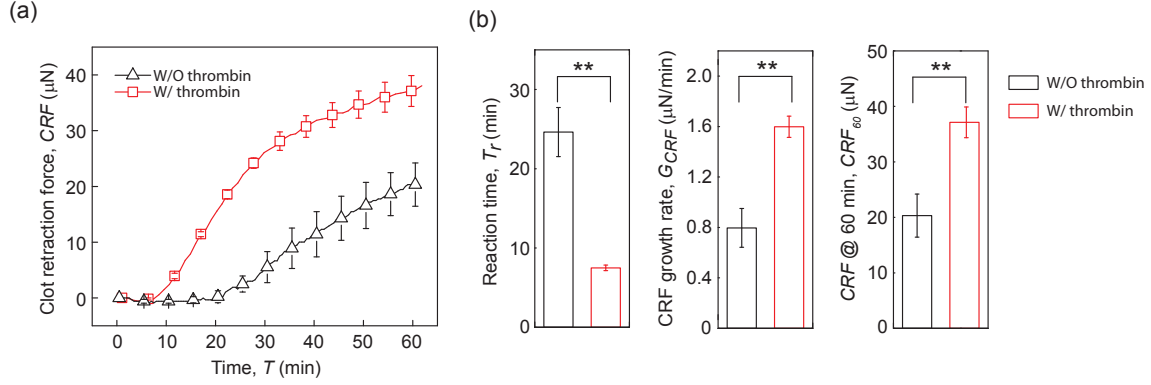 (a)
Clot retraction force, CRF (μN)
40
30
20
10
0
W/O thrombin
W/ thrombin
0 10 20 30 40 50 60
Time, T (min)
(b)
Reaction time, Tr (min)
30
20
10
0
**
CRF growth rate, GCRF (μN/min)
2.0
1.6
1.2
0.8
0.4
0
**
CRF @ 60 min, CRF60 (μN)
50
40
30
20
10
0
**
W/O thrombin
W/ thrombin